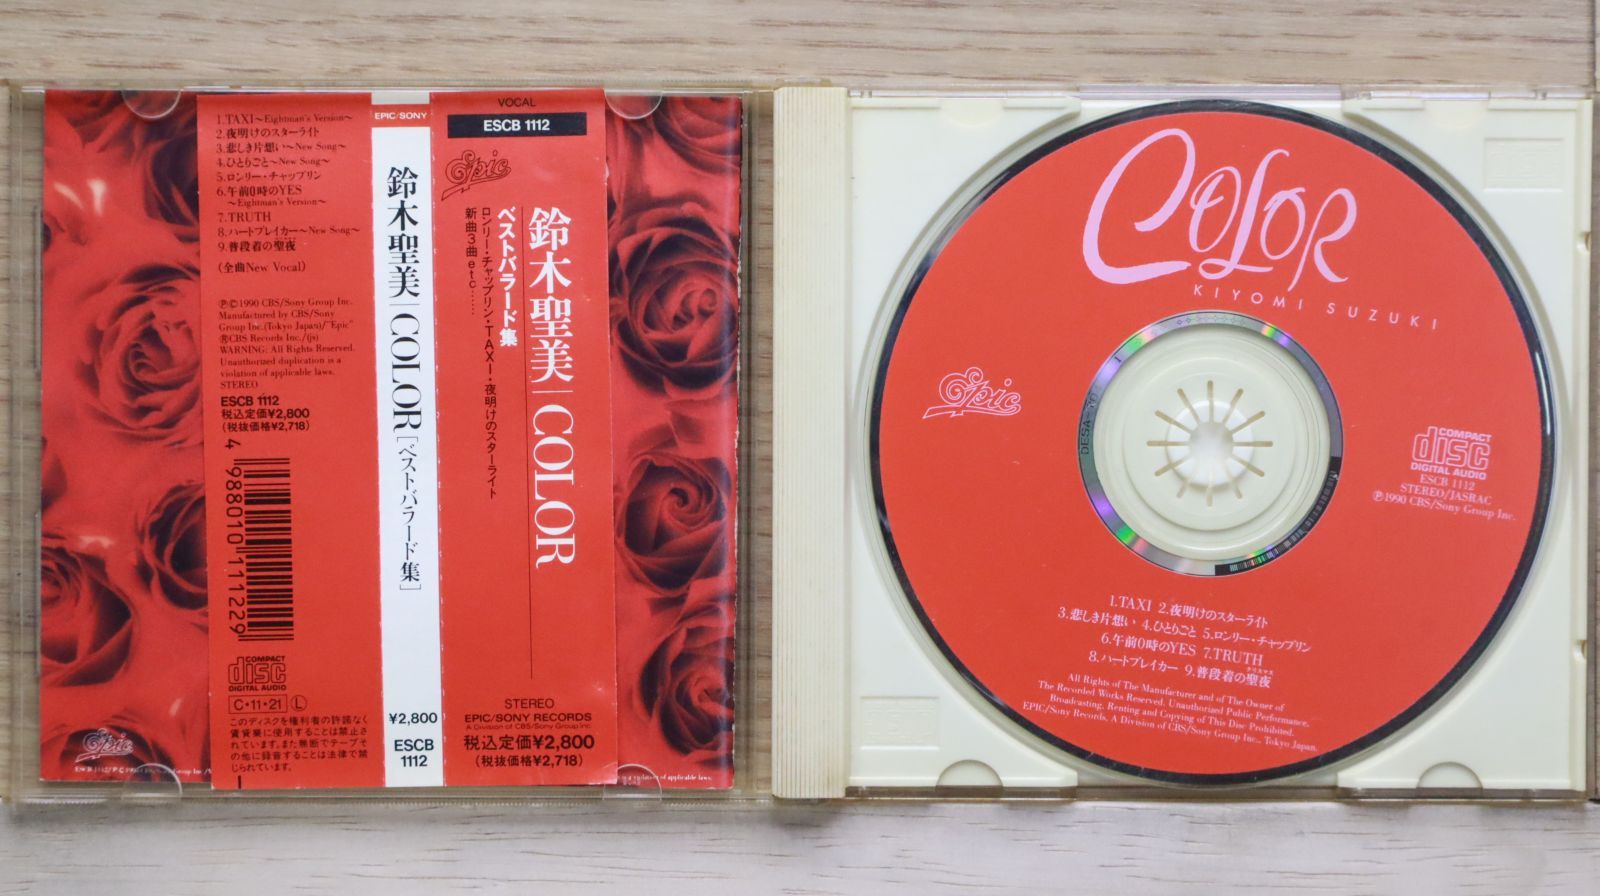 1.TAXI～Eightman's Version～
2.夜明けのスターライト
3.悲しき片想い～New Song～
4.ひとりごと～New Song～
5.ロンリー・チャップリン
6.午前0時のYES
～Eightman's Version～
7.TRUTH
8.ハートブレイカー～New Song～
9.普段着の聖夜
(全曲New Vocal)
Ⓟ©1990 CBS/Sony Group Inc.
Manufactured by CBS/Sony
Group Inc.(Tokyo Japan)/"Epic"
®CBS Records Inc./(js)
WARNING: All Rights Reserved.
Unauthorized duplication is a
violation of applicable laws.
STEREO
ESCB 1112
税込定価¥2,800
(税抜価格¥2,718)
4 988010 111229
COMPACT
disc
DIGITAL AUDIO
C・11・21 Ⓛ
このディスクを権利者の許諾なく
賃貸業に使用することは禁止さ
れています。また無断でテープそ
の他に録音することは法律で禁
じられています。
EPIC/SONY
鈴木聖美|COLOR[ベストバラード集]
¥2,800
ESCB
1112
VOCAL
ESCB 1112
Epic
鈴木聖美|COLOR
ベストバラード集
ロンリー・チャップリン・TAXI・夜明けのスターライト
新曲3曲etc……
STEREO
EPIC/SONY RECORDS
A Division of CBS/Sony Group Inc.
税込定価¥2,800
(税抜価格¥2,718)
Epic
of applicable laws.
COLOR
KIYOMI SUZUKI
Epic
COMPACT
disc
DIGITAL AUDIO
ESCB 1112
STEREO/JASRAC
Ⓟ1990 CBS/Sony Group Inc.
1.TAXI 2.夜明けのスターライト
3.悲しき片想い 4.ひとりごと 5.ロンリー・チャップリン
6.午前0時のYES 7.TRUTH
8.ハートブレイカー 9.普段着の聖夜
クリスマス
All Rights of The Manufacturer and of The Owner of
The Recorded Works Reserved. Unauthorized Public Performance,
Broadcasting. Renting and Copying of This Disc Prohibited.
EPIC/Sony Records. A Division of CBS/Sony Group Inc., Tokyo Japan.